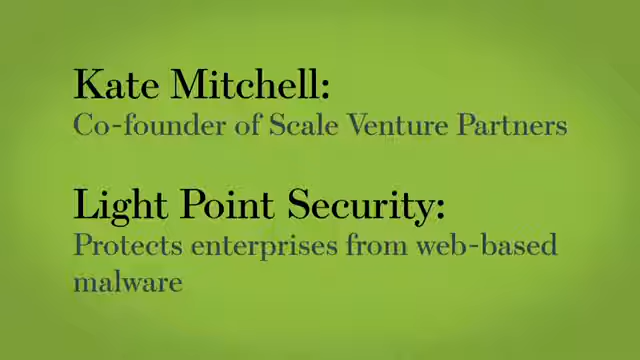 Kate Mitchell:
Co-founder of Scale Venture Partners
Light Point Security:
Protects enterprises from web-based
malware